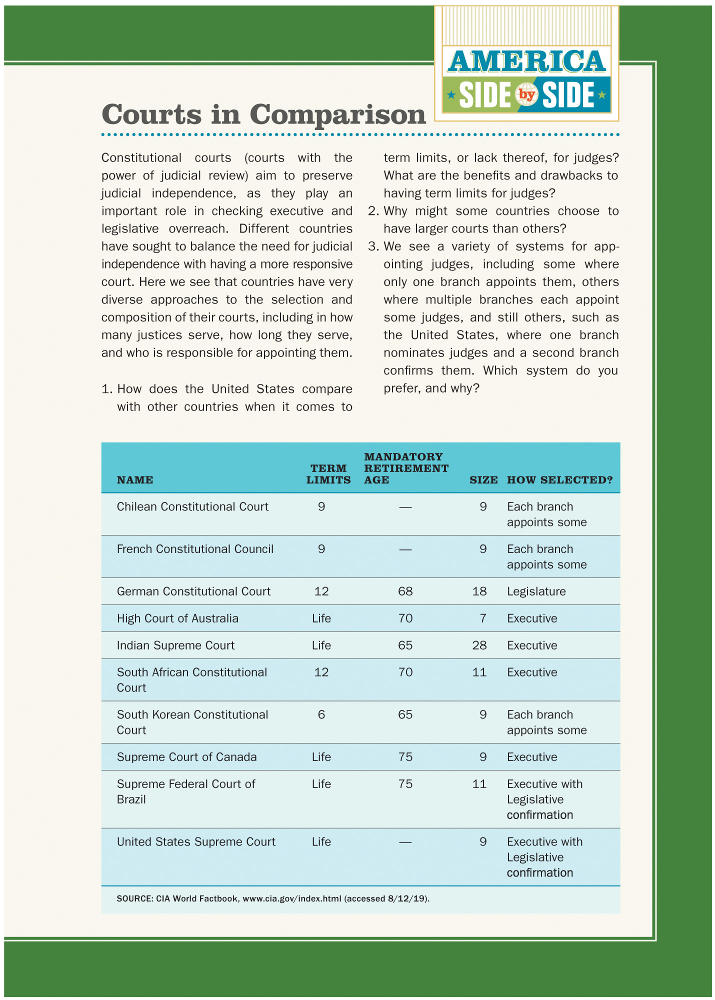 AMERICA
SIDE by SIDE
Courts in Comparison
Constitutional courts (courts with the
power of judicial review) aim to preserve
judicial independence, as they play an
important role in checking executive and
legislative overreach. Different countries
have sought to balance the need for judicial
independence with having a more responsive
court. Here we see that countries have very
diverse approaches to the selection and
composition of their courts, including in how
many justices serve, how long they serve,
and who is responsible for appointing them.
1. How does the United States compare
with other countries when it comes to
term limits, or lack thereof, for judges?
What are the benefits and drawbacks to
having term limits for judges?
2. Why might some countries choose to
have larger courts than others?
3. We see a variety of systems for app-
ointing judges, including some where
only one branch appoints them, others
where multiple branches each appoint
some judges, and still others, such as
the United States, where one branch
nominates judges and a second branch
confirms them. Which system do you
prefer, and why?
NAME TERM LIMITS MANDATORY RETIREMENT AGE SIZE HOW SELECTED?
Chilean Constitutional Court 9 — 9 Each branch
appoints some
French Constitutional Council 9 — 9 Each branch
appoints some
German Constitutional Court 12 68 18 Legislature
High Court of Australia Life 70 7 Executive
Indian Supreme Court Life 65 28 Executive
South African Constitutional 12 70 11 Executive
Court
South Korean Constitutional 6 65 9 Each branch
Court appoints some
Supreme Court of Canada Life 75 9 Executive
Supreme Federal Court of Life 75 11 Executive with
Brazil Legislative
confirmation
United States Supreme Court Life — 9 Executive with
Legislative
confirmation
SOURCE: CIA World Factbook, www.cia.gov/index.html (accessed 8/12/19).